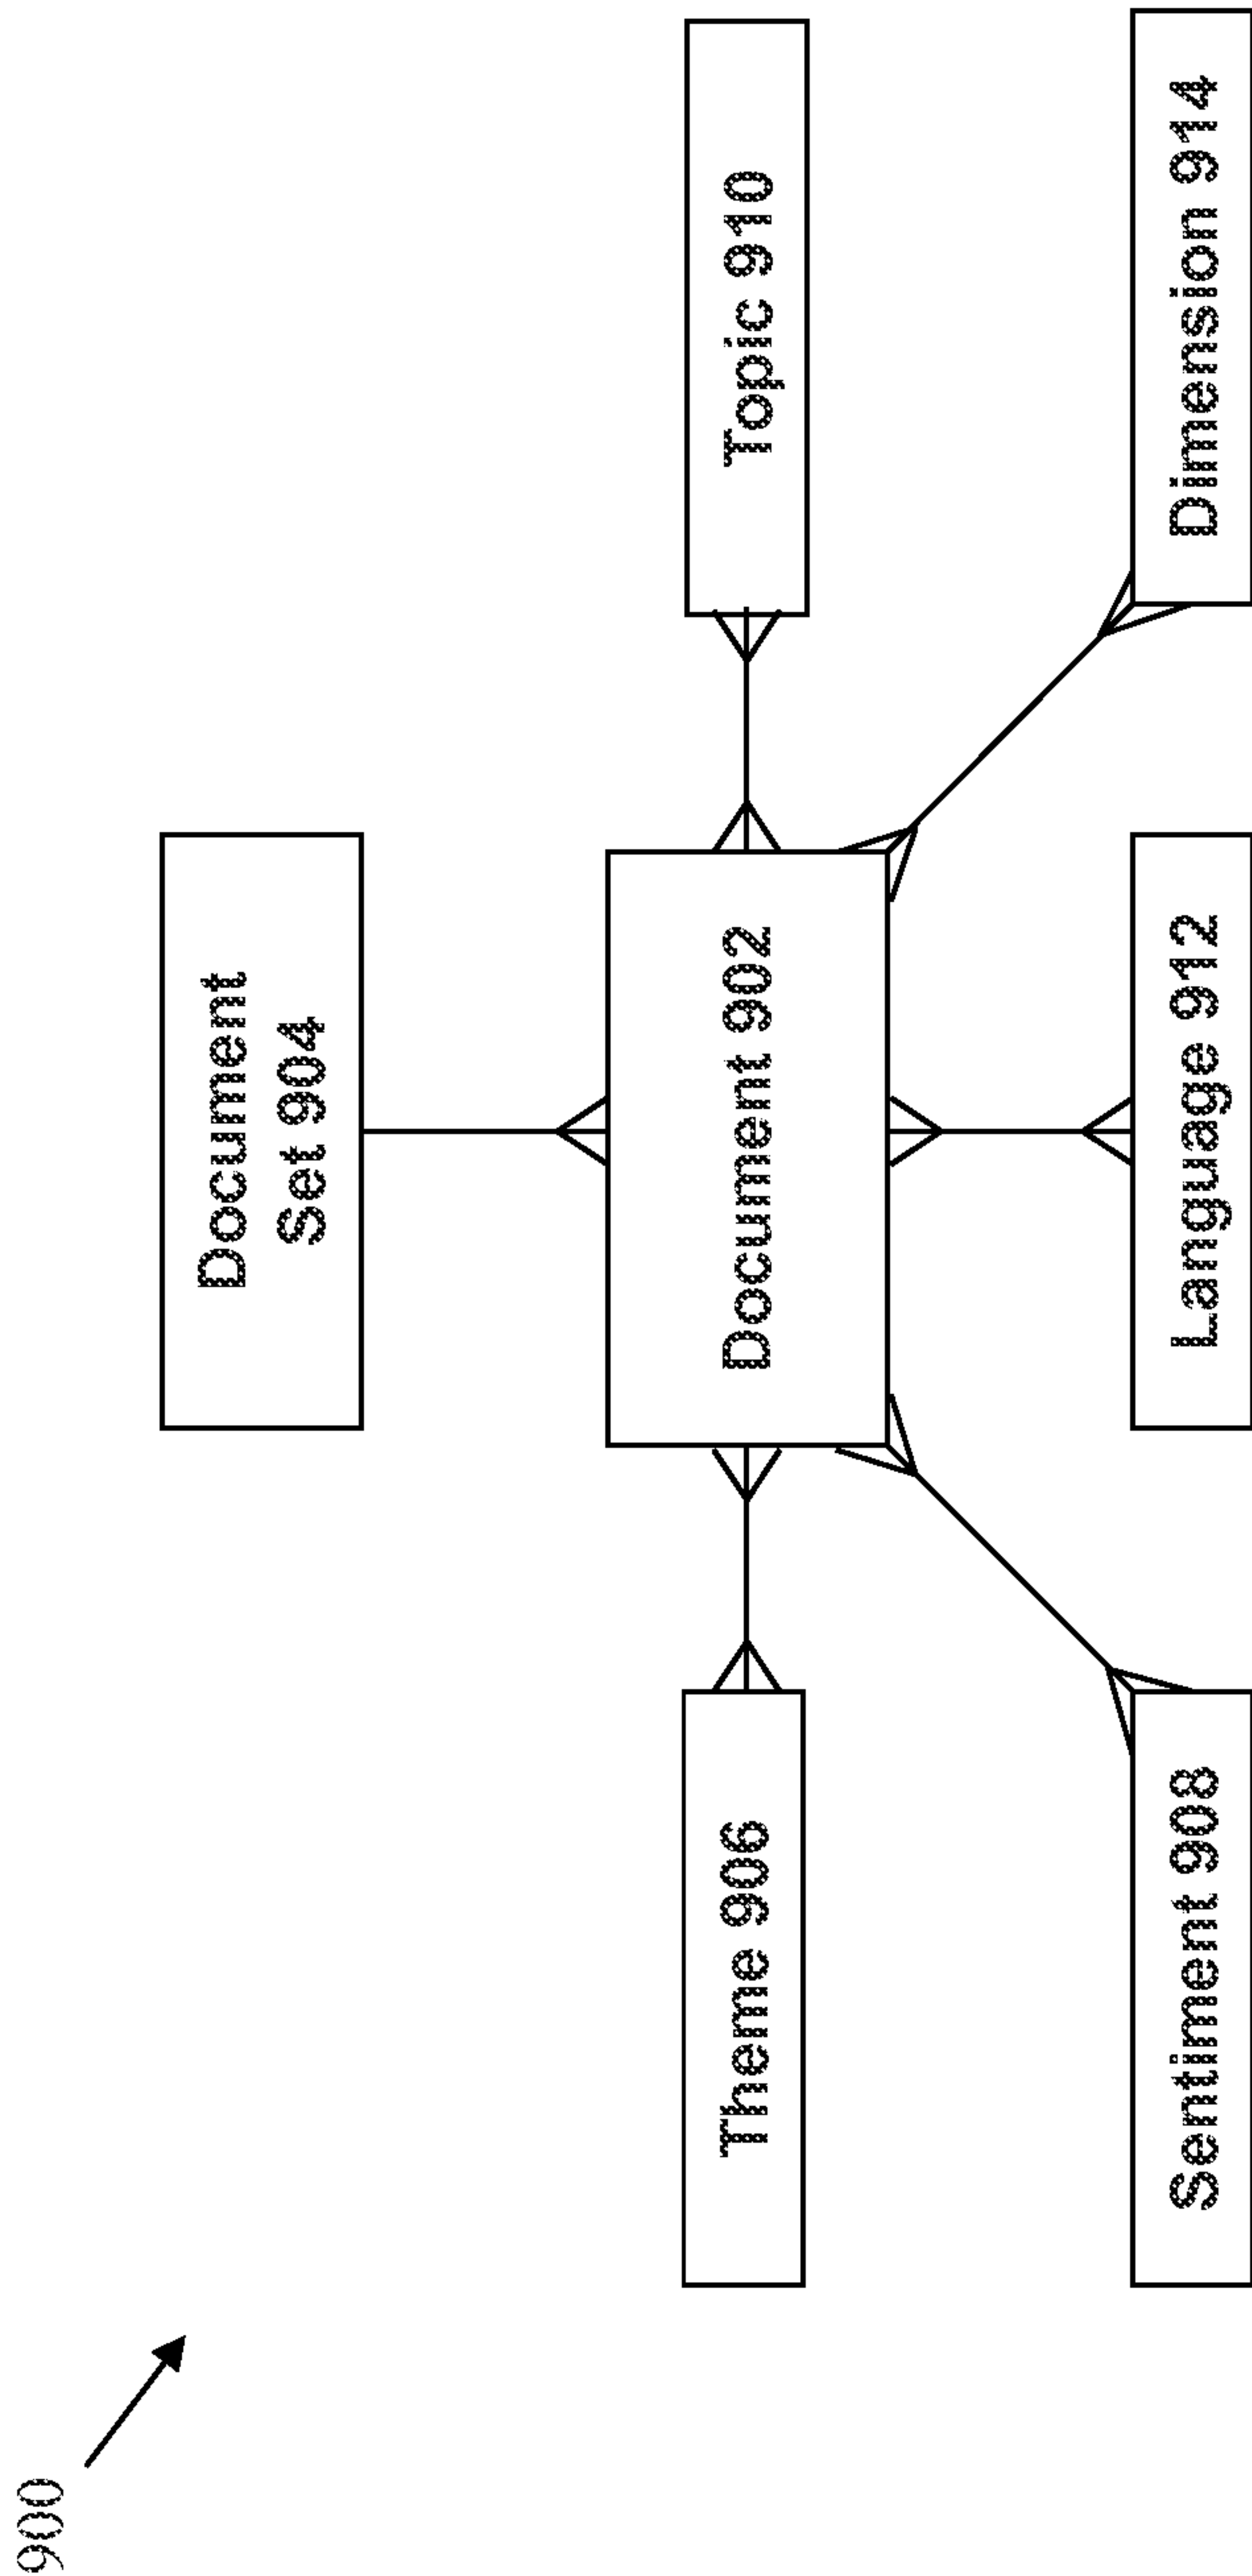 900
Document
Set 904
Theme 906
Document 902
Topic 910
Sentiment 908
Language 912
Dimension 914